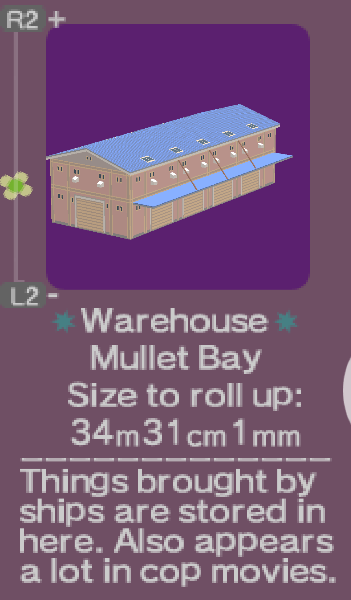 R2 +
L2 -
Warehouse
Mullet Bay
Size to roll up:
34m31cm1mm
Things brought by
ships are stored in
here. Also appears
a lot in cop movies.